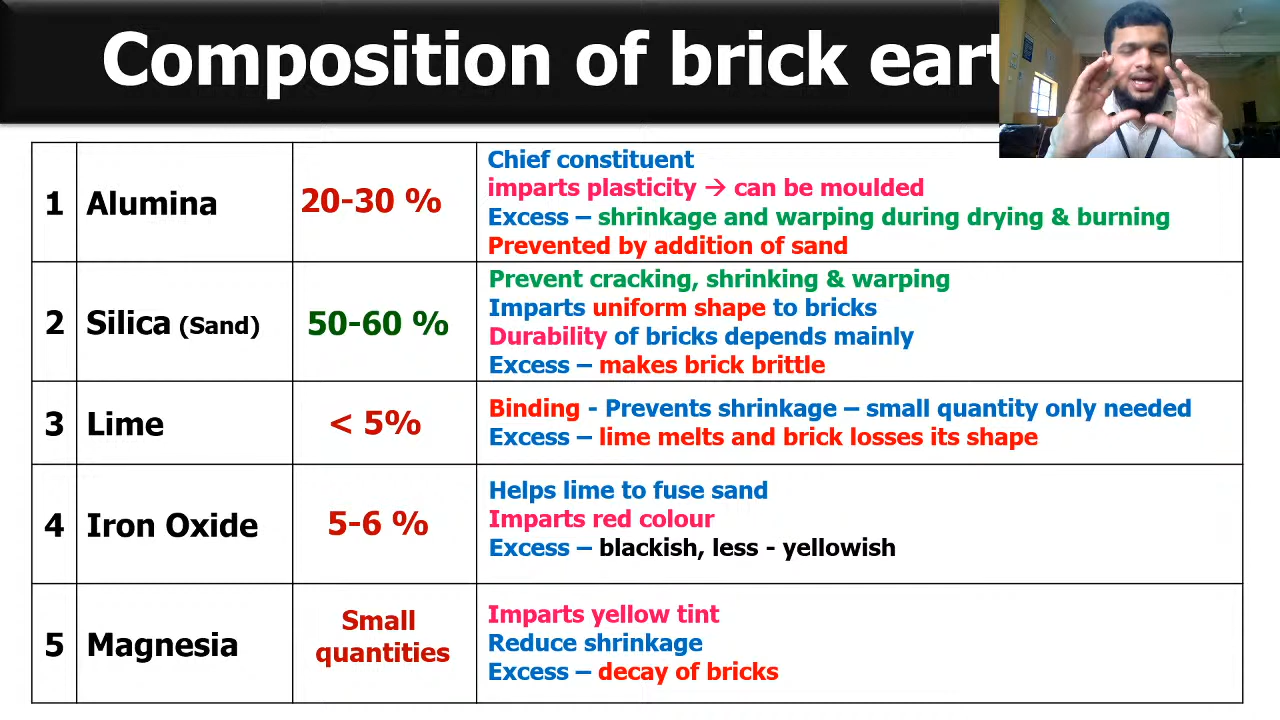 Composition of brick eart
1 Alumina 20-30 %
Chief constituent
imparts plasticity → can be moulded
Excess – shrinkage and warping during drying & burning
Prevented by addition of sand
2 Silica (Sand) 50-60 %
Prevent cracking, shrinking & warping
Imparts uniform shape to bricks
Durability of bricks depends mainly
Excess – makes brick brittle
3 Lime < 5%
Binding - Prevents shrinkage – small quantity only needed
Excess – lime melts and brick losses its shape
4 Iron Oxide 5-6 %
Helps lime to fuse sand
Imparts red colour
Excess – blackish, less - yellowish
5 Magnesia
Small
quantities
Imparts yellow tint
Reduce shrinkage
Excess – decay of bricks